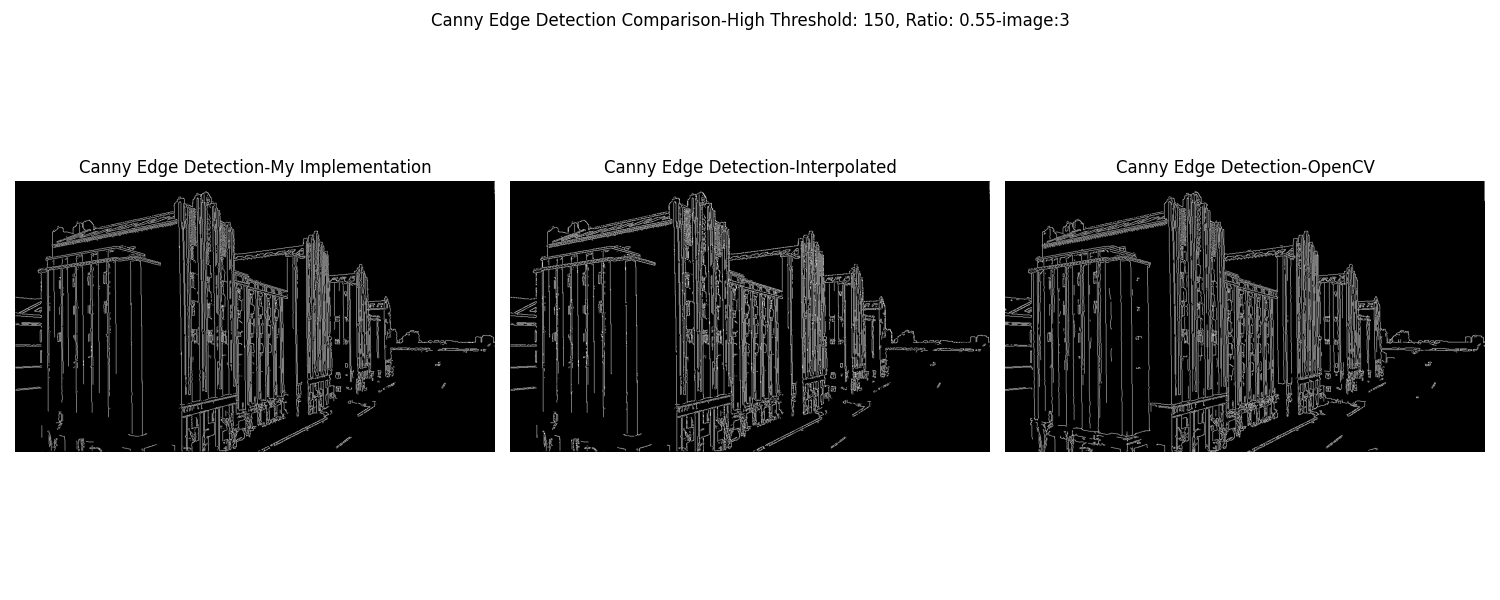 Canny Edge Detection Comparison-High Threshold: 150, Ratio: 0.55-image:3
Canny Edge Detection-My Implementation
Canny Edge Detection-Interpolated
Canny Edge Detection-OpenCV